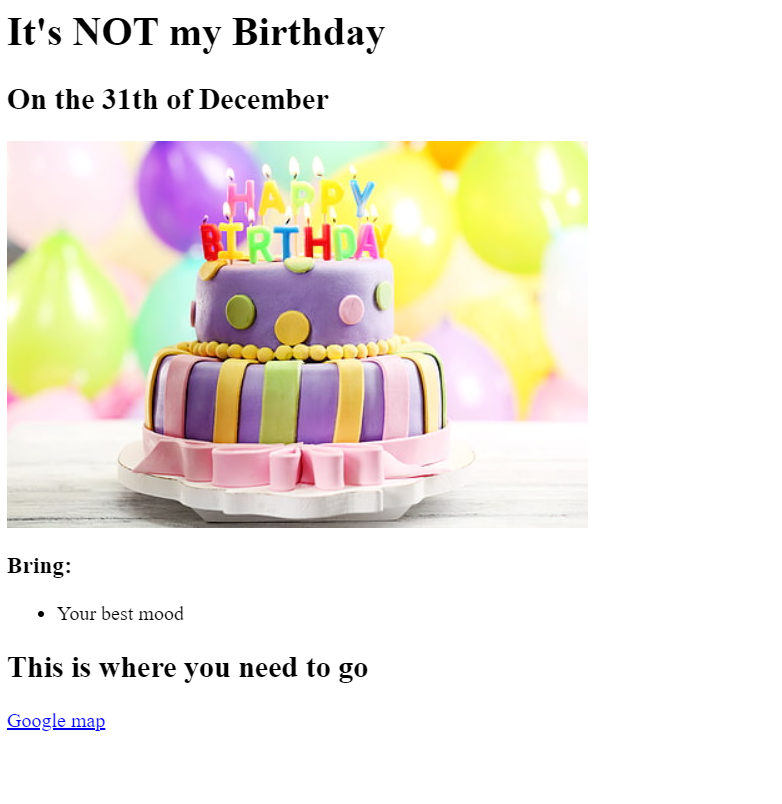 It's NOT my Birthday
On the 31th of December
HAPPY
BIRTHDAY
Bring:
• Your best mood
This is where you need to go
Google map